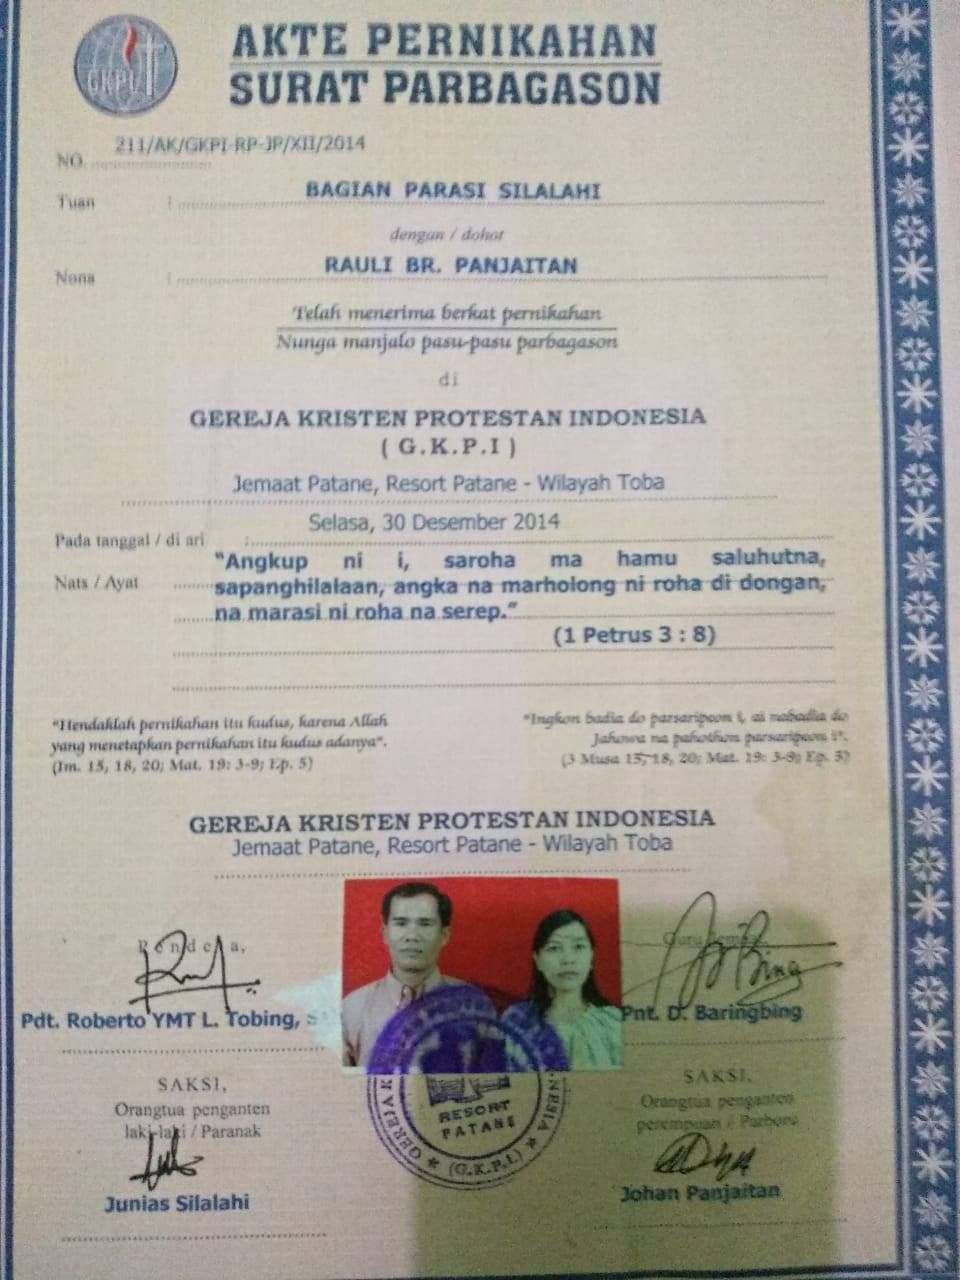 GKPI
AKTE PERNIKAHAN
SURAT PARBAGASON
NO. 211/AK/GKPI-RP-JP/XII/2014
Tuan : BAGIAN PARASI SILALAHI
dengan / dohot
Nona : RAULI BR. PANJAITAN
Telah menerima berkat pernikahan
Nunga manjalo pasu-pasu parbagason
di
GEREJA KRISTEN PROTESTAN INDONESIA
( G.K.P.I )
Jemaat Patane, Resort Patane - Wilayah Toba
Pada tanggal / di ari : Selasa, 30 Desember 2014
Nats / Ayat "Angkup ni i, saroha ma hamu saluhutna,
sapanghilalaan, angka na marholong ni roha di dongan,
na marasi ni roha na serep."
(1 Petrus 3 : 8)
"Hendaklah pernikahan itu kudus, karena Allah
yang menetapkan pernikahan itu kudus adanya".
(Im. 15, 18, 20; Mat. 19: 3-9; Ep. 5)
"Ingkon badia do parsaripeon i, ai nabadia do
Jahowa na pahothon parsaripeon i".
(3 Musa 15, 18, 20; Mat. 19: 3-9; Ep. 5)
GEREJA KRISTEN PROTESTAN INDONESIA
Jemaat Patane, Resort Patane - Wilayah Toba
Pendeta,
Pdt. Roberto YMT L. Tobing,
Guru
Pnt. D. Baringbing
SAKSI,
Orangtua penganten
laki-laki / Paranak
Junias Silalahi
RESORT
PATANE
(G.K.P.I.)
SAKSI,
Orangtua penganten
perempuan / Parboru
Johan Panjaitan